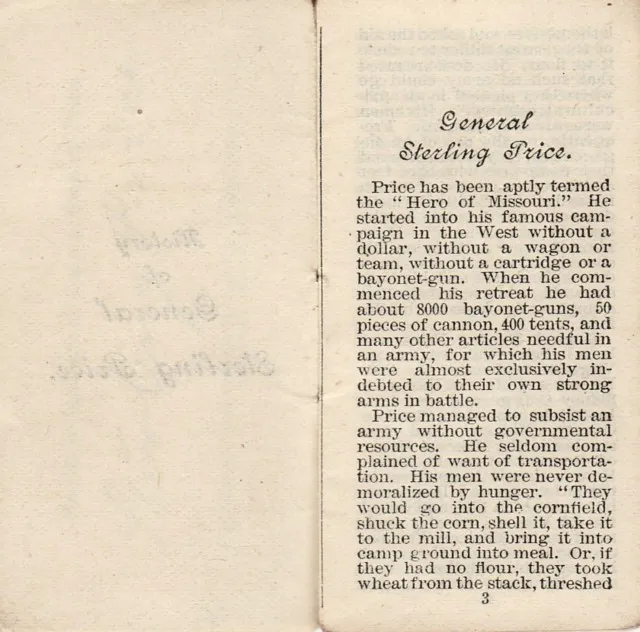 History
of
General
Sterling Price.
General
Sterling Price.
Price has been aptly termed
the "Hero of Missouri." He
started into his famous cam-
paign in the West without a
dollar, without a wagon or
team, without a cartridge or a
bayonet-gun. When he com-
menced his retreat he had
about 8000 bayonet-guns, 50
pieces of cannon, 400 tents, and
many other articles needful in
an army, for which his men
were almost exclusively in-
debted to their own strong
arms in battle.
Price managed to subsist an
army without governmental
resources. He seldom com-
plained of want of transporta-
tion. His men were never de-
moralized by hunger. "They
would go into the cornfield,
shuck the corn, shell it, take it
to the mill, and bring it into
camp ground into meal. Or, if
they had no flour, they took
wheat from the stack, threshed
3